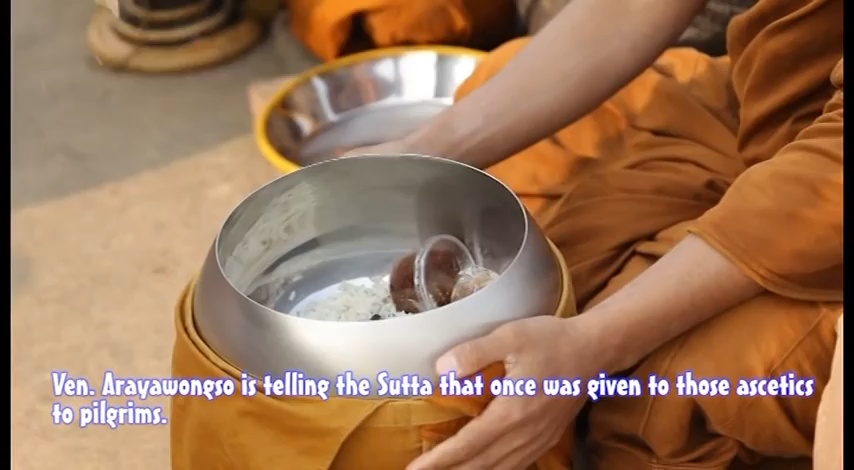 Ven. Arayawongso is telling the Sutta that once was given to those ascetics
to pilgrims.